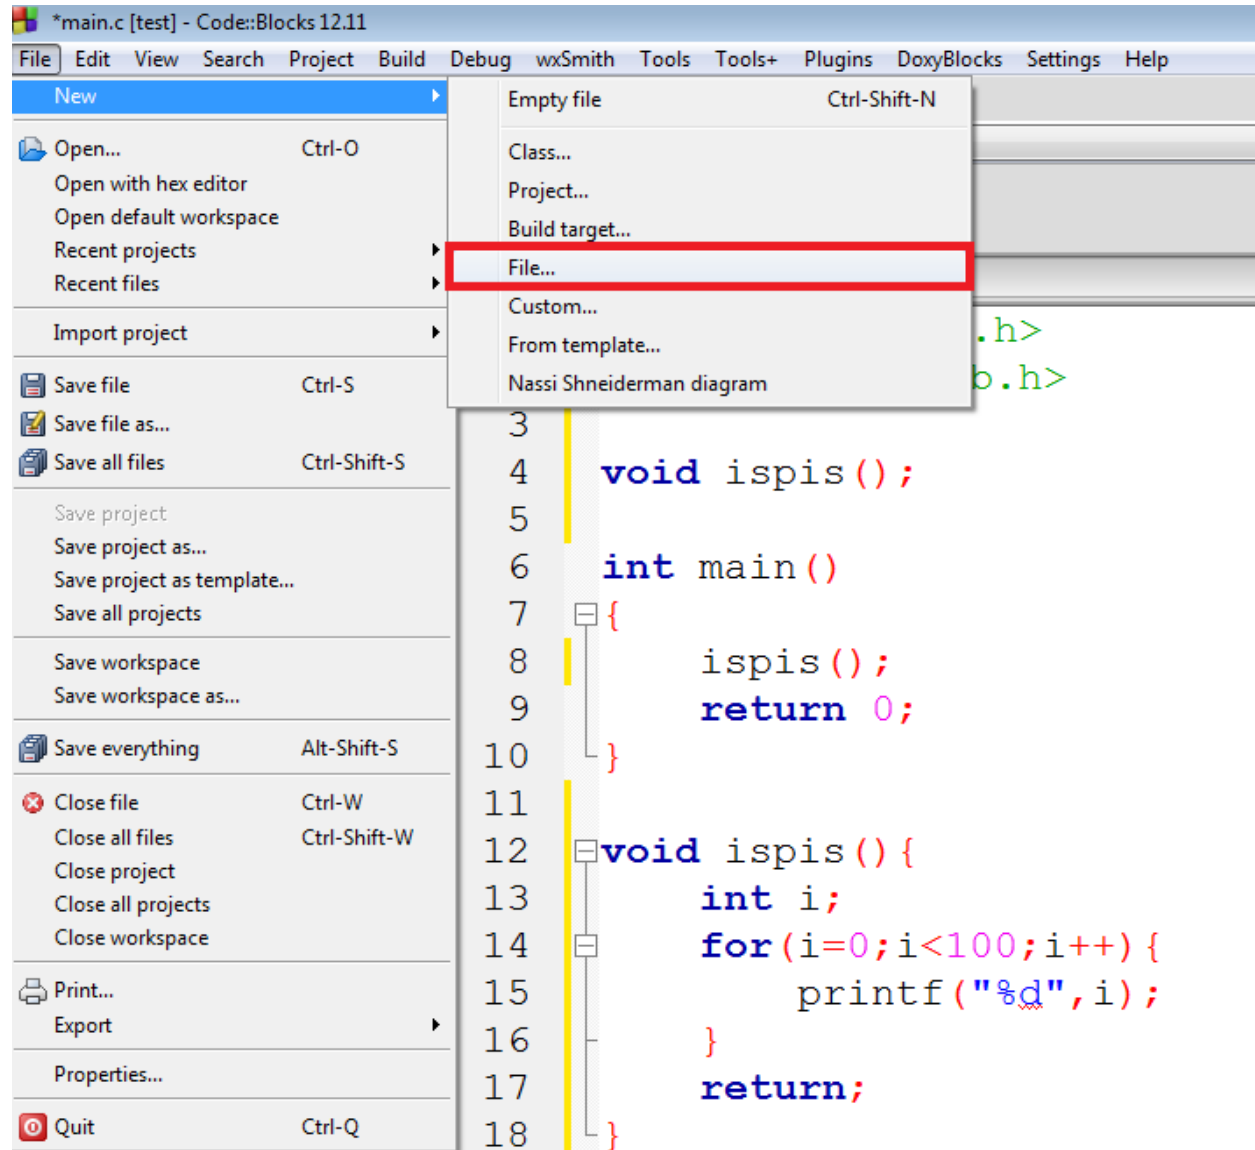 *main.c [test] - Code::Blocks 12.11
File Edit View Search Project Build Debug wxSmith Tools Tools+ Plugins DoxyBlocks Settings Help
New
Open... Ctrl-O
Open with hex editor
Open default workspace
Recent projects
Recent files
Import project
Save file Ctrl-S
Save file as...
Save all files Ctrl-Shift-S
Save project
Save project as...
Save project as template...
Save all projects
Save workspace
Save workspace as...
Save everything Alt-Shift-S
Close file Ctrl-W
Close all files Ctrl-Shift-W
Close project
Close all projects
Close workspace
Print...
Export
Properties...
Quit Ctrl-Q
Empty file Ctrl-Shift-N
Class...
Project...
Build target...
File...
Custom...
From template...
Nassi Shneiderman diagram
.h>
b.h>
3
4 void ispis();
5
6 int main()
7 {
8 ispis();
9 return 0;
10 }
11
12 void ispis(){
13 int i;
14 for(i=0;i<100;i++){
15 printf("%d",i);
16 }
17 return;
18 }